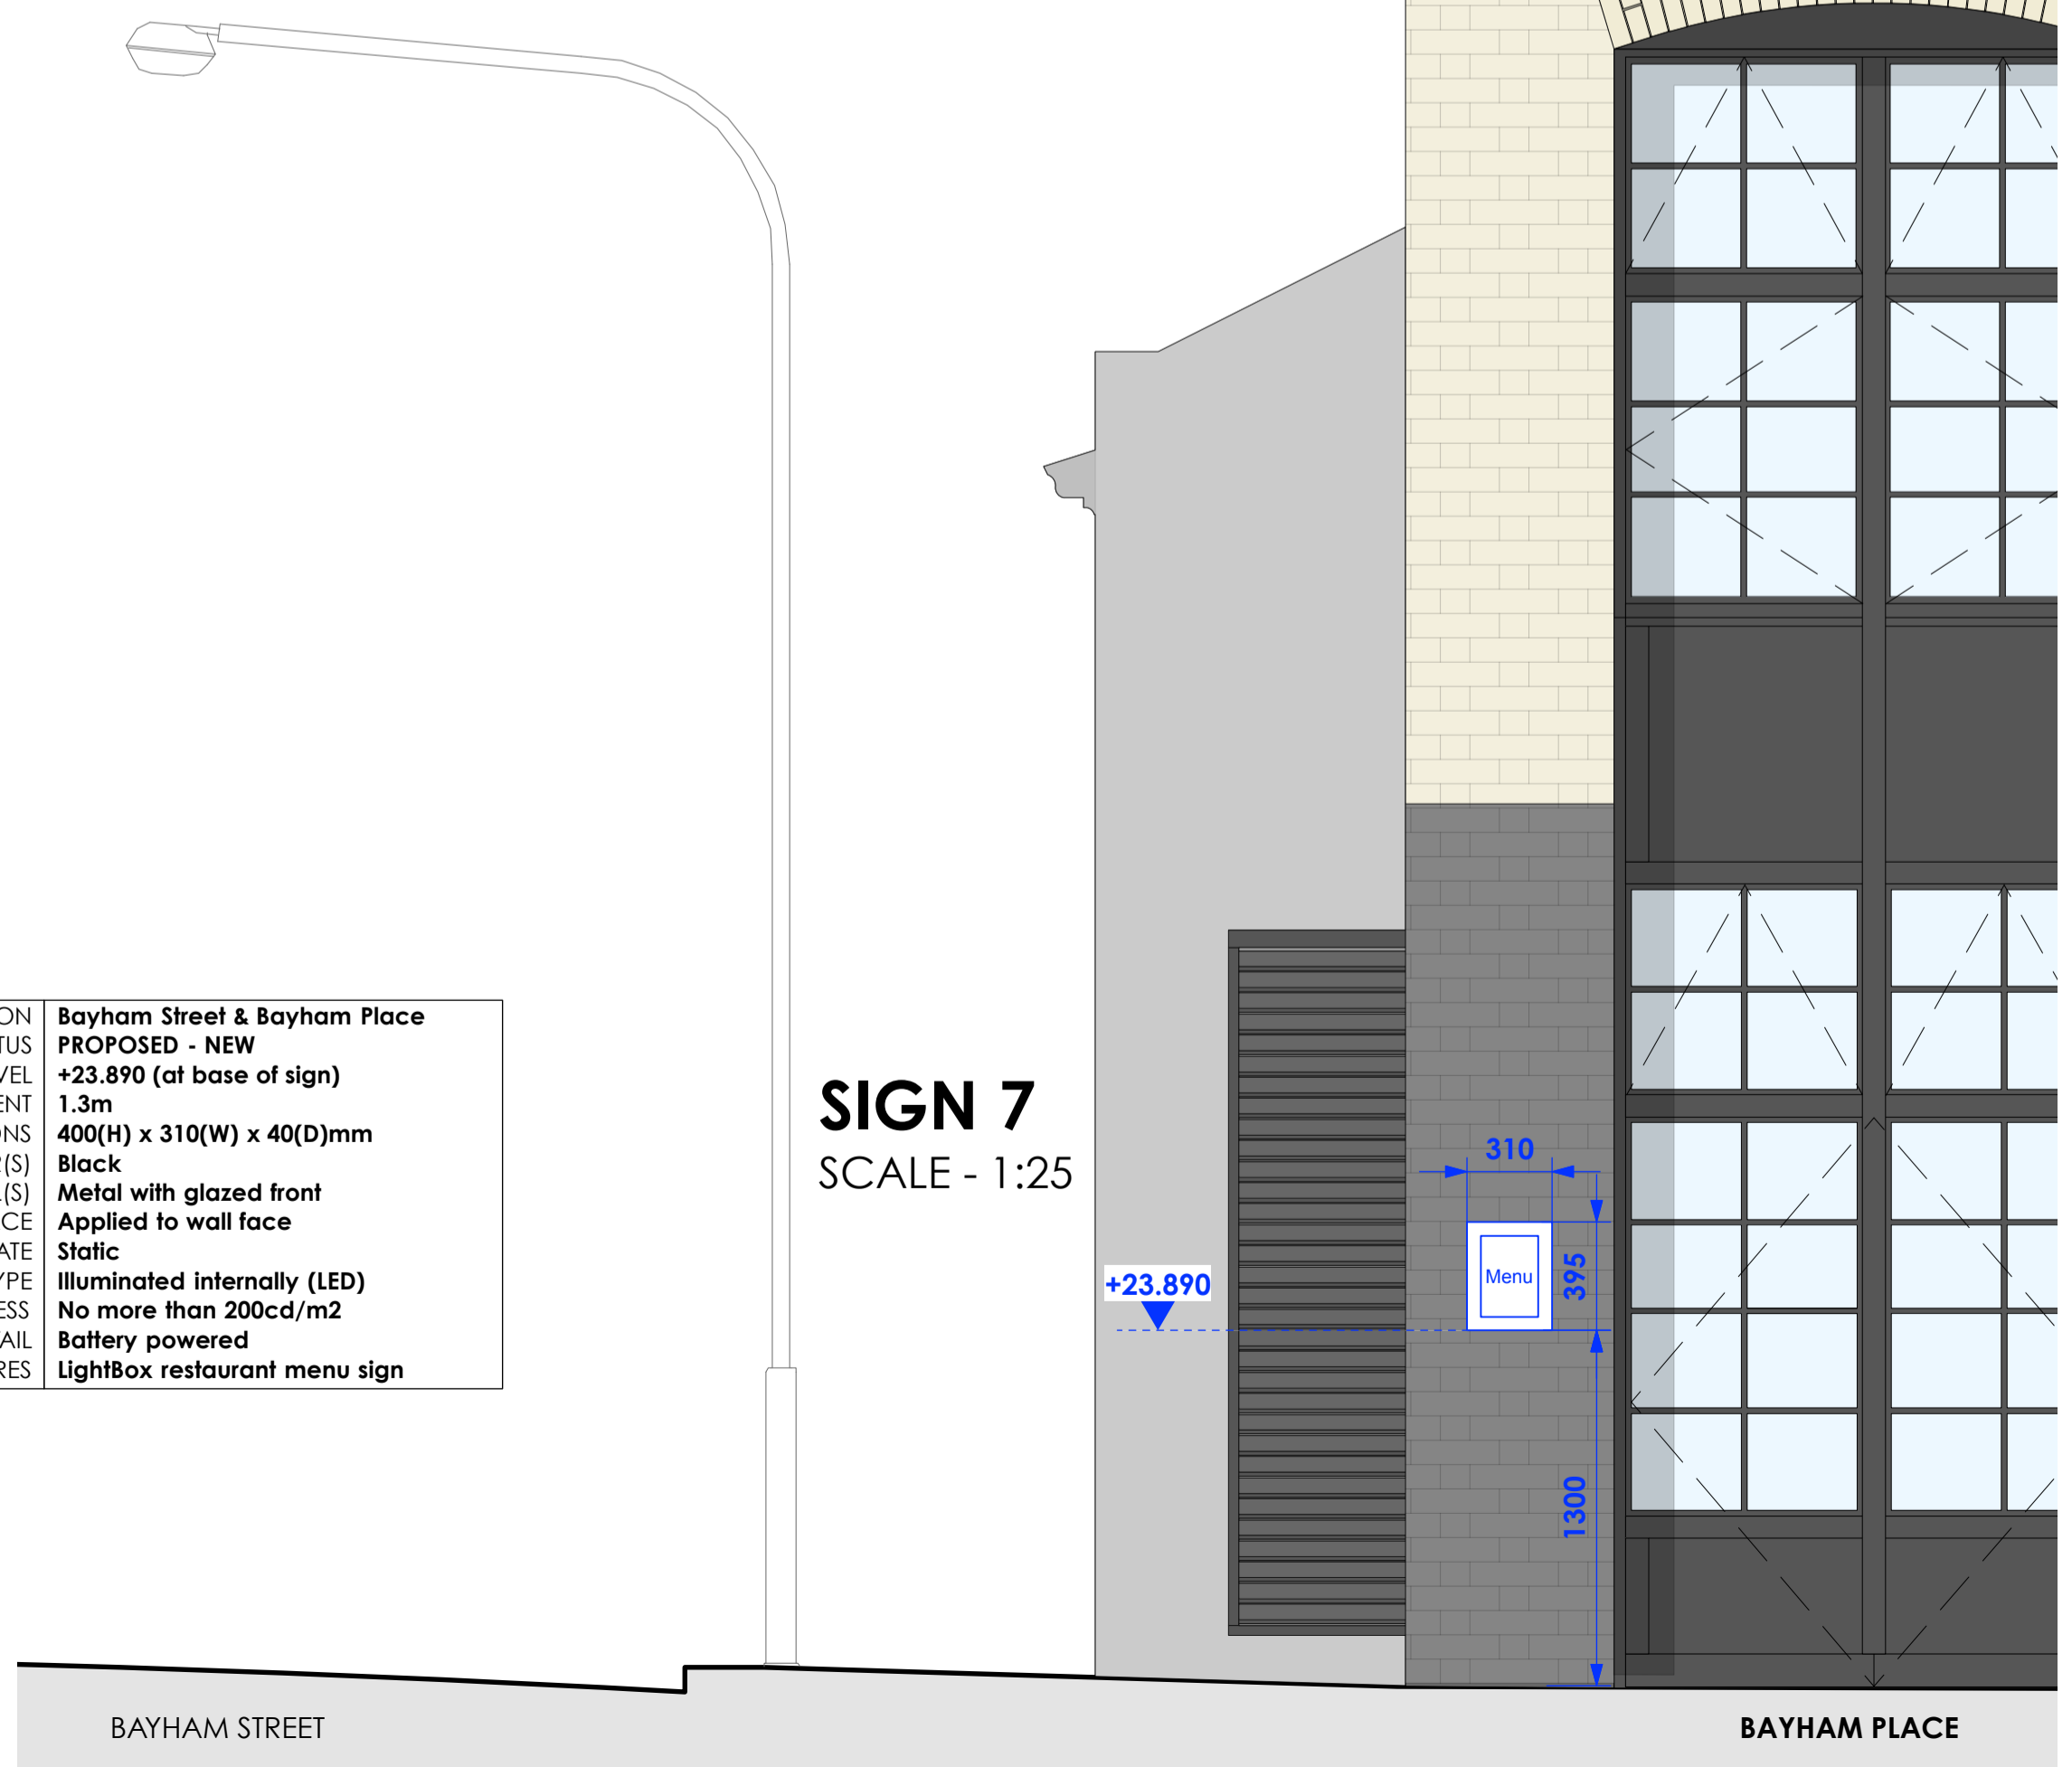 ON Bayham Street & Bayham Place
TUS PROPOSED - NEW
VEL +23.890 (at base of sign)
ENT 1.3m
ONS 400(H) x 310(W) x 40(D)mm
R(S) Black
L(S) Metal with glazed front
CE Applied to wall face
ATE Static
YPE Illuminated internally (LED)
ESS No more than 200cd/m2
AIL Battery powered
RES LightBox restaurant menu sign
SIGN 7
SCALE - 1:25
310
Menu
395
+23.890
1300
BAYHAM STREET
BAYHAM PLACE